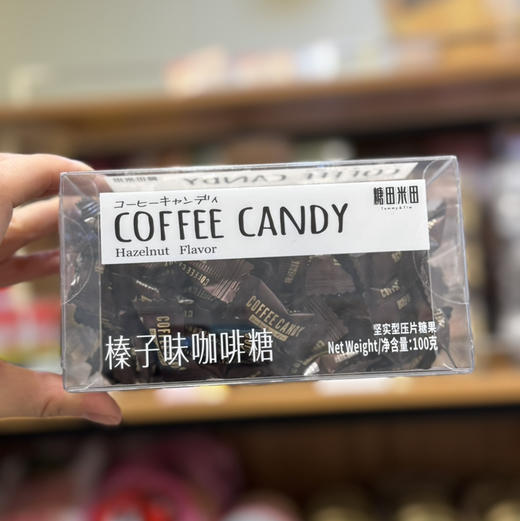 コーヒーキャンディ
COFFEE CANDY
Hazelnut Flavor
糖田米田
Tommy&Tim
COFFEE CANDY
榛子味咖啡糖
坚实型压片糖果
Net Weight/净含量:100克